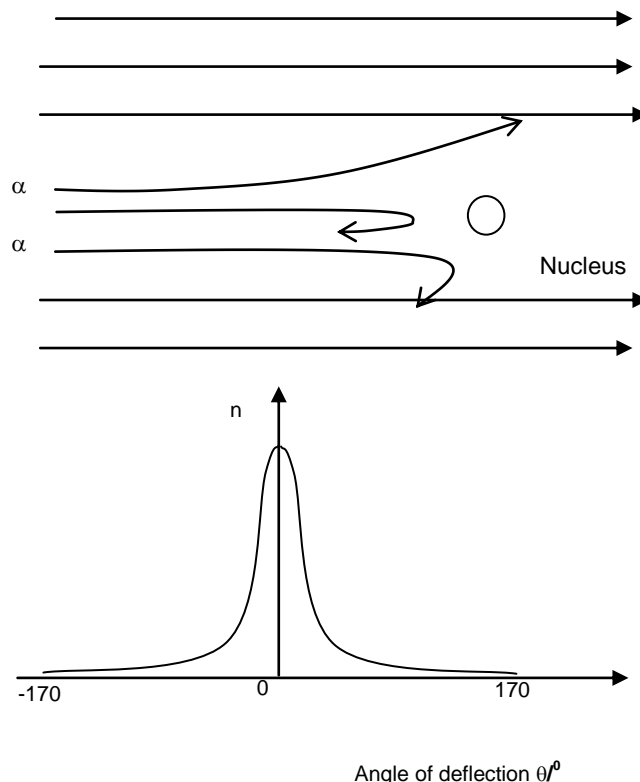 α
α
Nucleus
n
-170
0
170
Angle of deflection θ/⁰